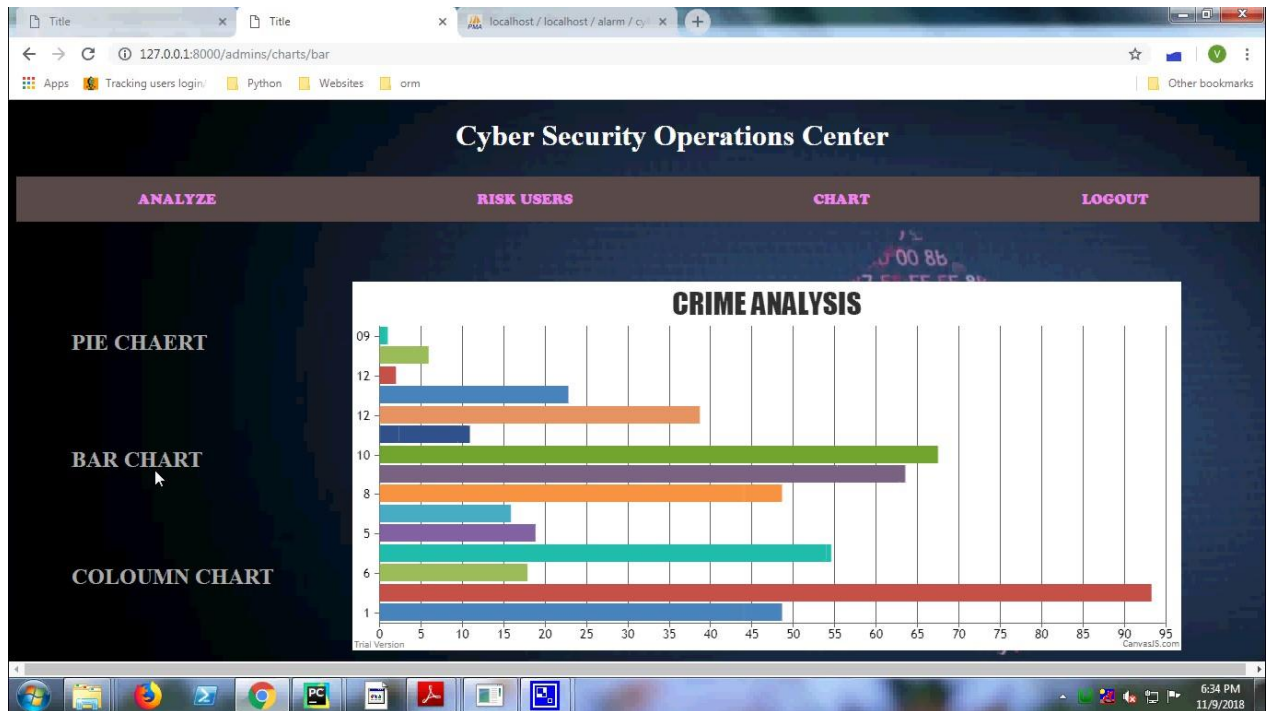 Title
Title
localhost / localhost / alarm / cyb
127.0.0.1:8000/admins/charts/bar
V
Apps Tracking users login/ Python Websites orm Other bookmarks
Cyber Security Operations Center
ANALYZE RISK USERS CHART LOGOUT
00 8b
PIE CHAERT
BAR CHART
COLOUMN CHART
CRIME ANALYSIS
09
12
12
10
8
5
6
1
0 5 10 15 20 25 30 35 40 45 50 55 60 65 70 75 80 85 90 95
Trial Version CanvasJS.com
PC
6:34 PM
11/9/2018